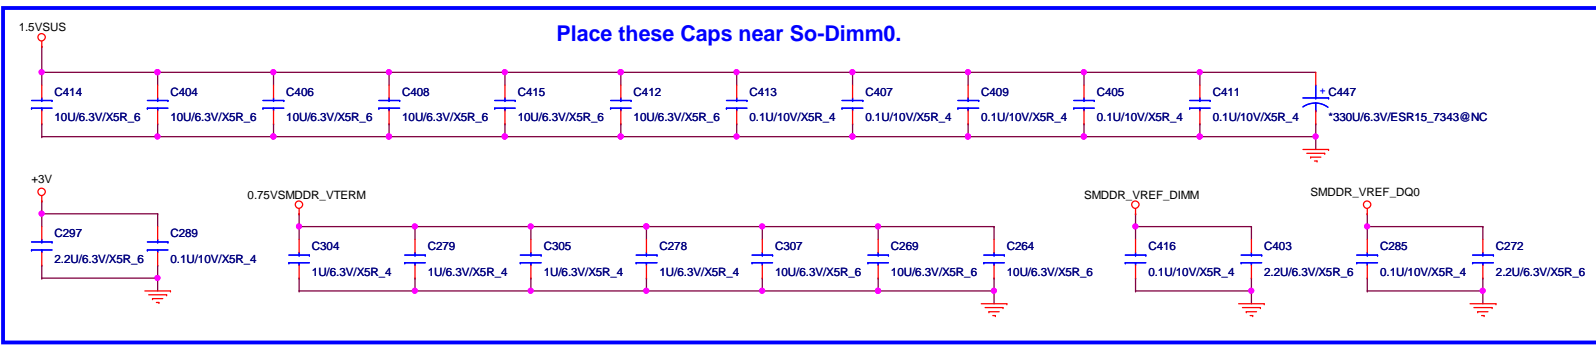 Place these Caps near So-Dimm0.
1.5VSUS
C414
10U/6.3V/X5R_6
C404
10U/6.3V/X5R_6
C406
10U/6.3V/X5R_6
C408
10U/6.3V/X5R_6
C415
10U/6.3V/X5R_6
C412
10U/6.3V/X5R_6
C413
0.1U/10V/X5R_4
C407
0.1U/10V/X5R_4
C409
0.1U/10V/X5R_4
C405
0.1U/10V/X5R_4
C411
0.1U/10V/X5R_4
+
C447
*330U/6.3V/ESR15_7343@NC
+3V
C297
2.2U/6.3V/X5R_6
C289
0.1U/10V/X5R_4
0.75VSMDDR_VTERM
C304
1U/6.3V/X5R_4
C279
1U/6.3V/X5R_4
C305
1U/6.3V/X5R_4
C278
1U/6.3V/X5R_4
C307
10U/6.3V/X5R_6
C269
10U/6.3V/X5R_6
C264
10U/6.3V/X5R_6
SMDDR_VREF_DIMM
C416
0.1U/10V/X5R_4
C403
2.2U/6.3V/X5R_6
SMDDR_VREF_DQ0
C285
0.1U/10V/X5R_4
C272
2.2U/6.3V/X5R_6